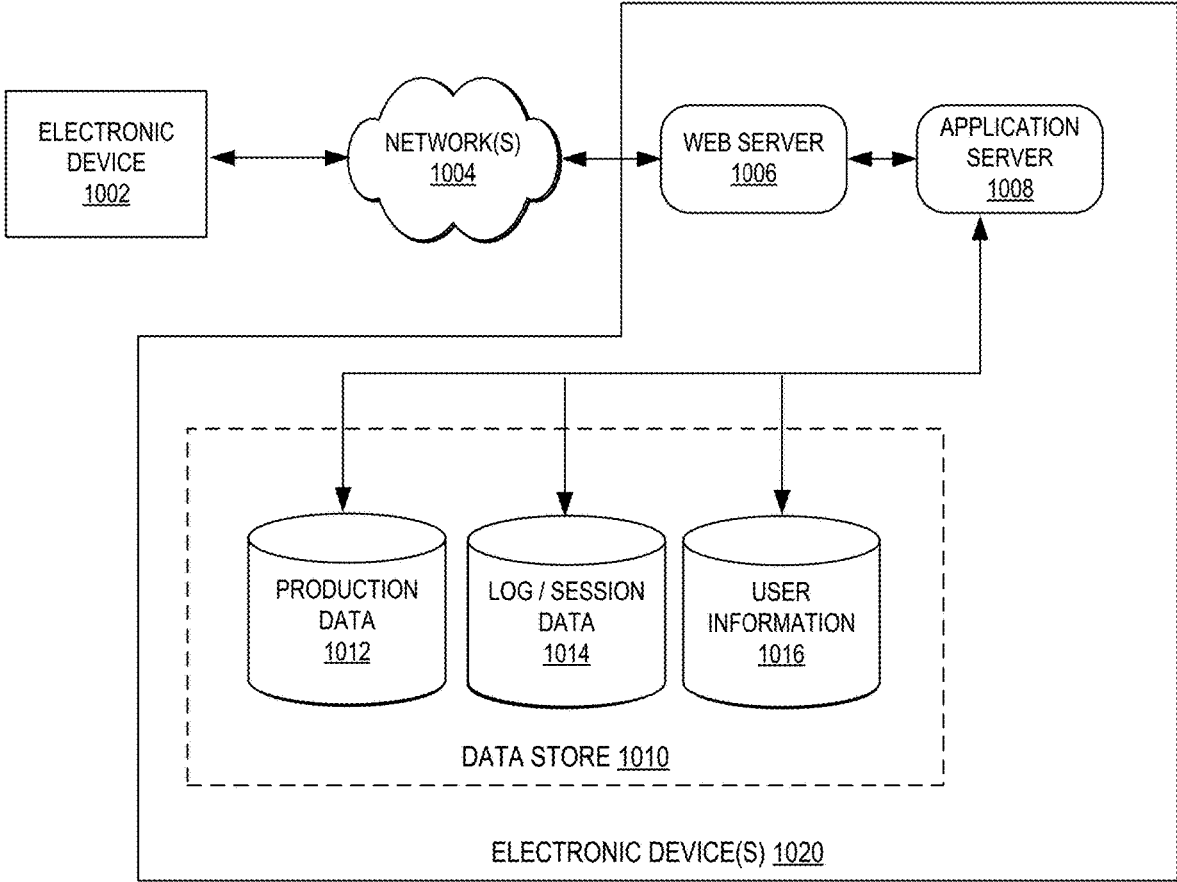 ELECTRONIC
DEVICE
1002
NETWORK(S)
1004
WEB SERVER
1006
APPLICATION
SERVER
1008
PRODUCTION
DATA
1012
LOG / SESSION
DATA
1014
USER
INFORMATION
1016
DATA STORE 1010
ELECTRONIC DEVICE(S) 1020